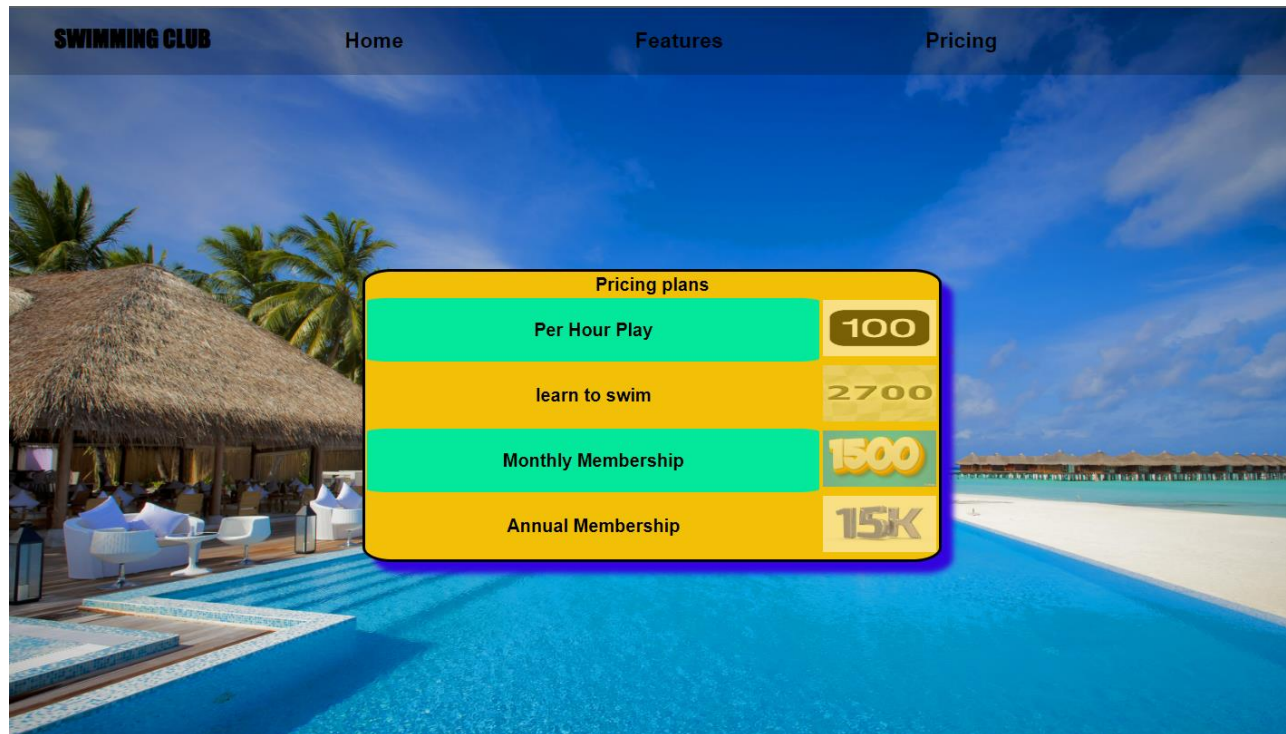 SWIMMING CLUB Home Features Pricing
Pricing plans
Per Hour Play 100
learn to swim 2700
Monthly Membership 1500
Annual Membership 15K